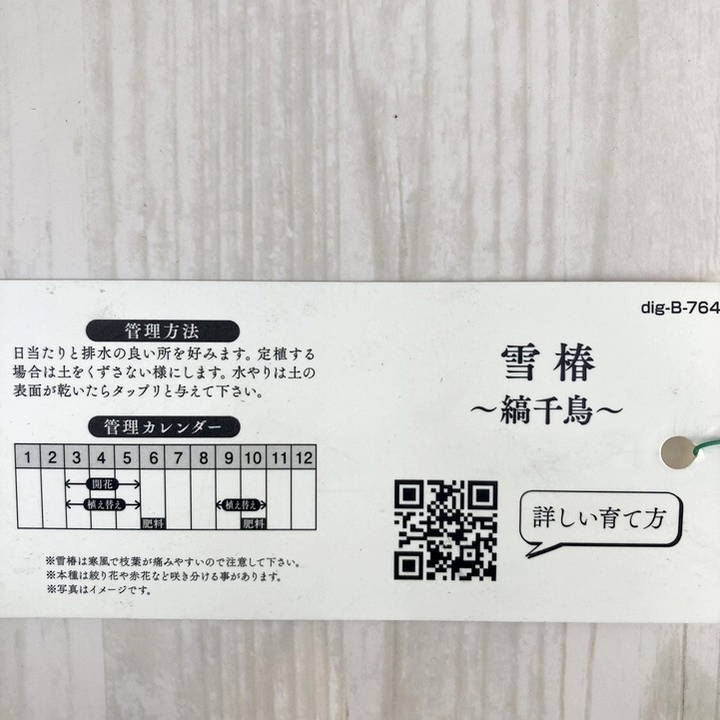 管理方法
日当たりと排水の良い所を好みます。定植する
場合は土をくずさない様にします。水やりは土の
表面が乾いたらタップリと与えて下さい。
管理カレンダー
1 2 3 4 5 6 7 8 9 10 11 12
開花
植え替え 植え替え
肥料 肥料
※雪椿は寒風で枝葉が痛みやすいので注意して下さい。
※本種は絞り花や赤花など咲き分ける事があります。
※写真はイメージです。
dig-B-764
雪椿
〜縞千鳥〜
詳しい育て方